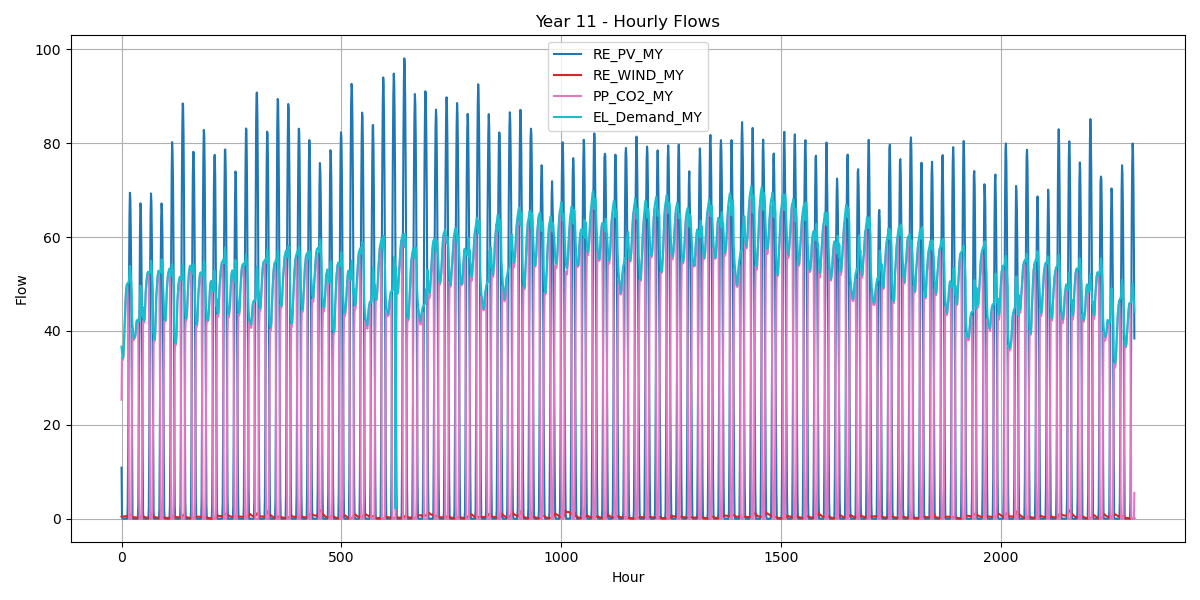 Year 11 - Hourly Flows
100
80
60
40
20
0
Flow
RE_PV_MY
RE_WIND_MY
PP_CO2_MY
EL_Demand_MY
0
500
1000
1500
2000
Hour